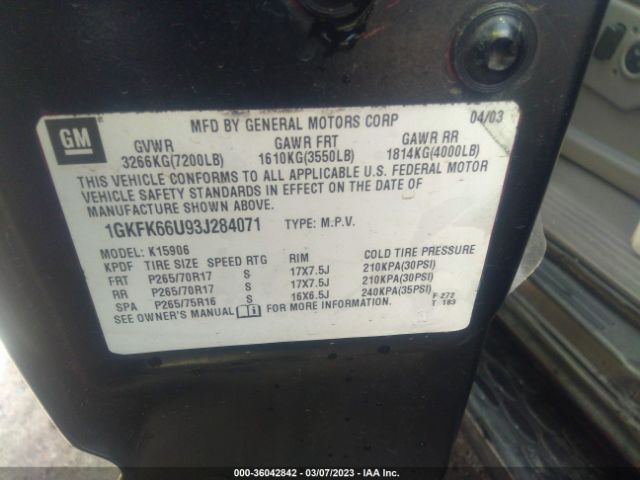 MFD BY GENERAL MOTORS CORP 04/03
GM
GVWR GAWR FRT GAWR RR
3266KG(7200LB) 1610KG(3550LB) 1814KG(4000LB)
THIS VEHICLE CONFORMS TO ALL APPLICABLE U.S. FEDERAL MOTOR
VEHICLE SAFETY STANDARDS IN EFFECT ON THE DATE OF
MANUFACTURE SHOWN ABOVE.
1GKFK66U93J284071 TYPE: M.P.V.
MODEL: K15906
KPDF TIRE SIZE SPEED RTG RIM COLD TIRE PRESSURE
FRT P265/70R17 S 17X7.5J 210KPA(30PSI)
RR P265/70R17 S 17X7.5J 210KPA(30PSI)
SPA P265/75R16 S 16X6.5J 240KPA(35PSI)
SEE OWNER'S MANUAL FOR MORE INFORMATION.
F 272
T 183
000-36042842 - 03/07/2023 - IAA Inc.